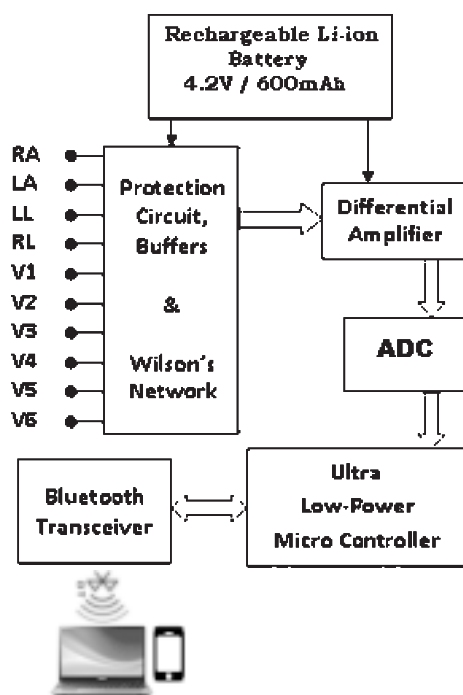 Rechargeable Li-ion
Battery
4.2V / 600mAh
RA
LA
LL
RL
V1
V2
V3
V4
V5
V6
Protection
Circuit,
Buffers
&
Wilson's
Network
Differential
Amplifier
ADC
Ultra
Low-Power
Micro Controller
Bluetooth
Transceiver